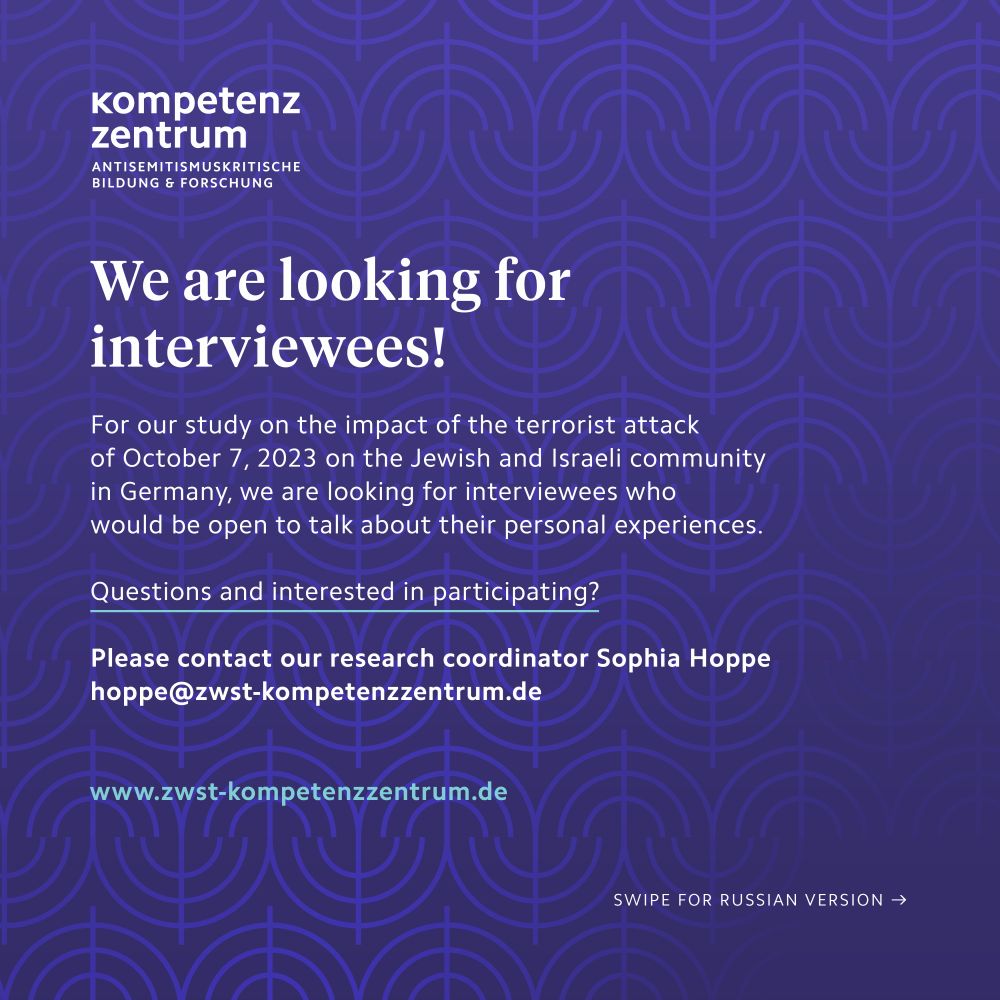 kompetenz
zentrum
ANTISEMITISMUSKRITISCHE
BILDUNG & FORSCHUNG
We are looking for
interviewees!
For our study on the impact of the terrorist attack
of October 7, 2023 on the Jewish and Israeli community
in Germany, we are looking for interviewees who
would be open to talk about their personal experiences.
Questions and interested in participating?
Please contact our research coordinator Sophia Hoppe
hoppe@zwst-kompetenzzentrum.de
www.zwst-kompetenzzentrum.de
SWIPE FOR RUSSIAN VERSION →